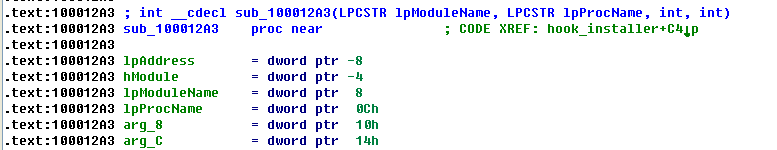 .text:100012A3 ; int __cdecl sub_100012A3(LPCSTR lpModuleName, LPCSTR lpProcName, int, int)
.text:100012A3 sub_100012A3 proc near ; CODE XREF: hook_installer+C4↓p
.text:100012A3
.text:100012A3 lpAddress = dword ptr -8
.text:100012A3 hModule = dword ptr -4
.text:100012A3 lpModuleName = dword ptr 8
.text:100012A3 lpProcName = dword ptr 0Ch
.text:100012A3 arg_8 = dword ptr 10h
.text:100012A3 arg_C = dword ptr 14h